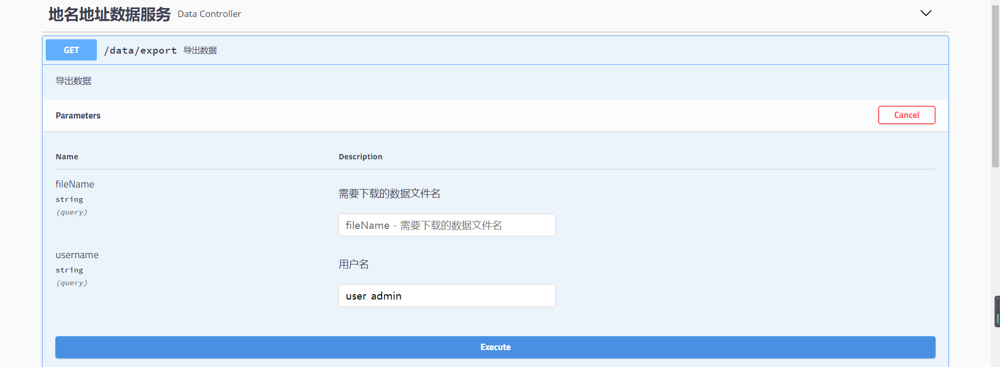 地名地址数据服务 Data Controller
GET /data/export 导出数据
导出数据
Parameters Cancel
Name Description
fileName
string
(query)
需要下载的数据文件名
fileName - 需要下载的数据文件名
username
string
(query)
用户名
user admin
Execute